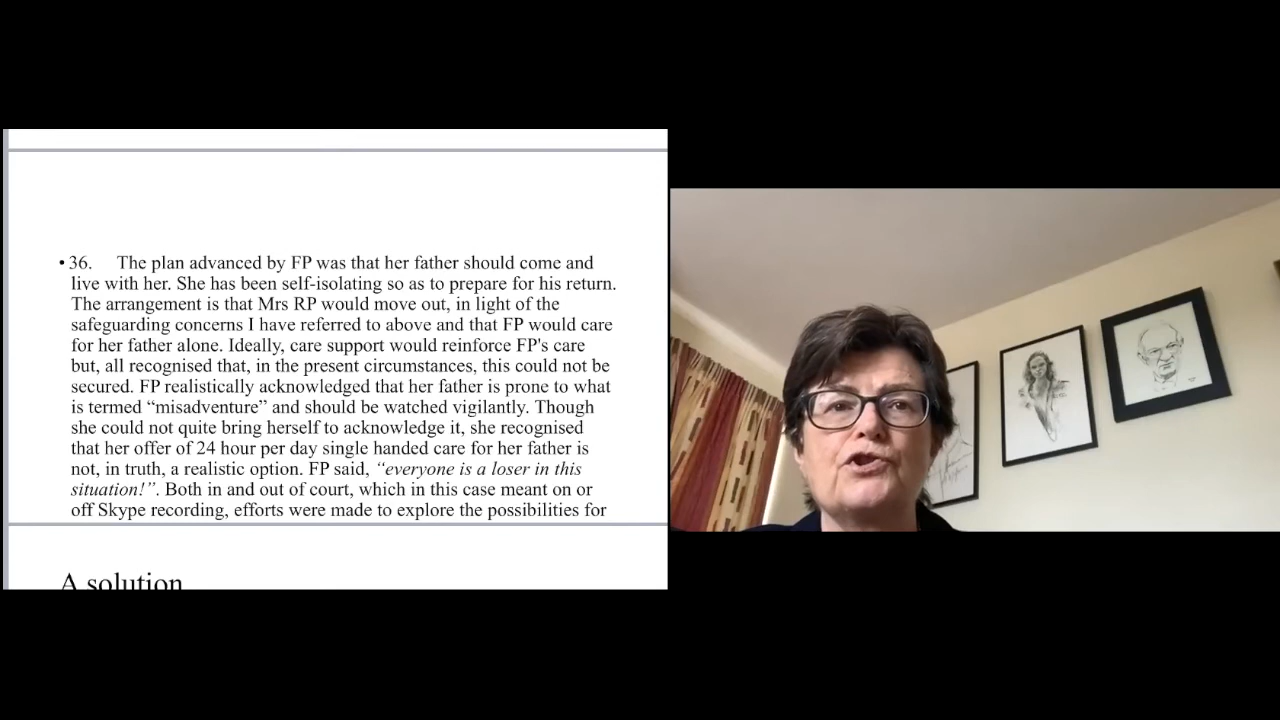 • 36. The plan advanced by FP was that her father should come and
live with her. She has been self-isolating so as to prepare for his return.
The arrangement is that Mrs RP would move out, in light of the
safeguarding concerns I have referred to above and that FP would care
for her father alone. Ideally, care support would reinforce FP's care
but, all recognised that, in the present circumstances, this could not be
secured. FP realistically acknowledged that her father is prone to what
is termed “misadventure” and should be watched vigilantly. Though
she could not quite bring herself to acknowledge it, she recognised
that her offer of 24 hour per day single handed care for her father is
not, in truth, a realistic option. FP said, “everyone is a loser in this
situation!”. Both in and out of court, which in this case meant on or
off Skype recording, efforts were made to explore the possibilities for
A solution